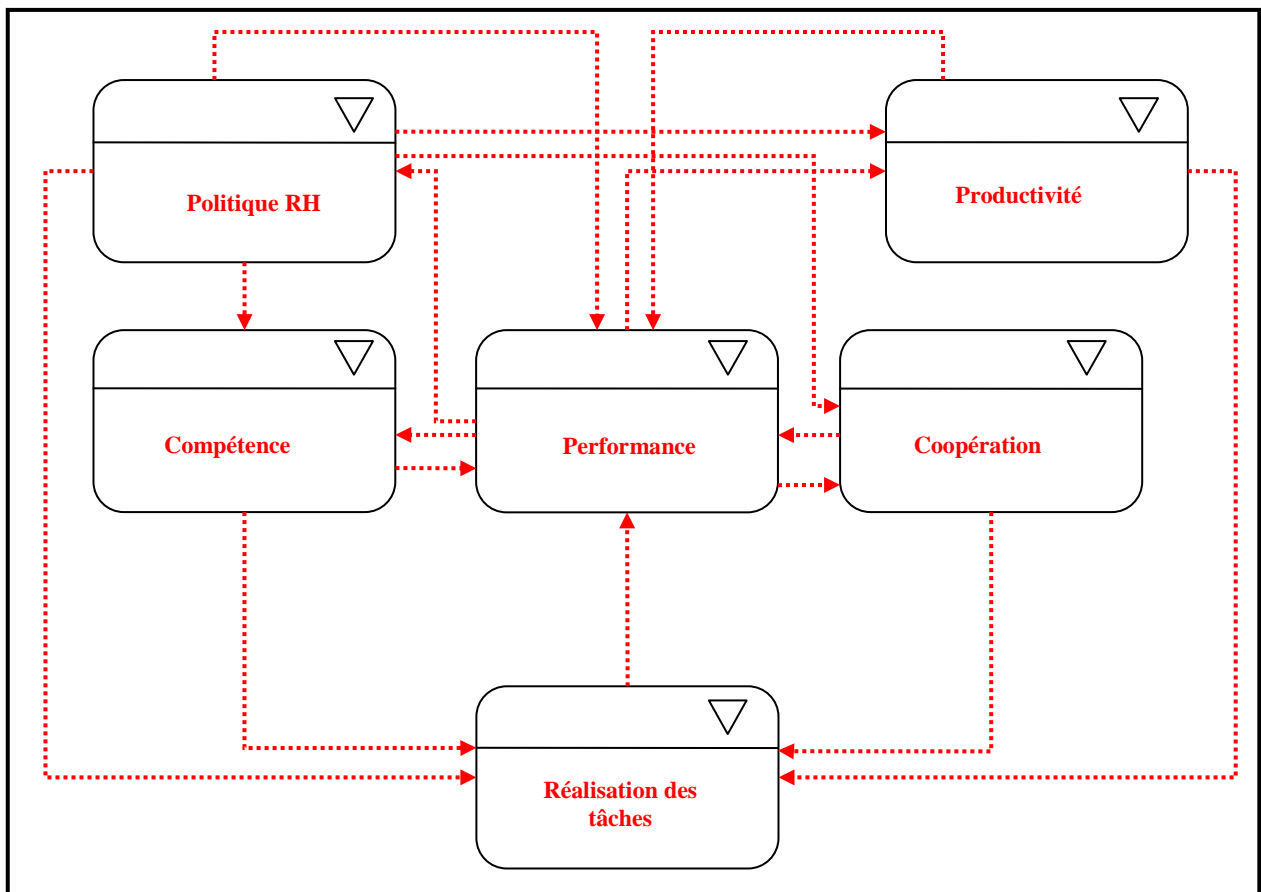 Politique RH
Productivité
Compétence
Performance
Coopération
Réalisation des
tâches